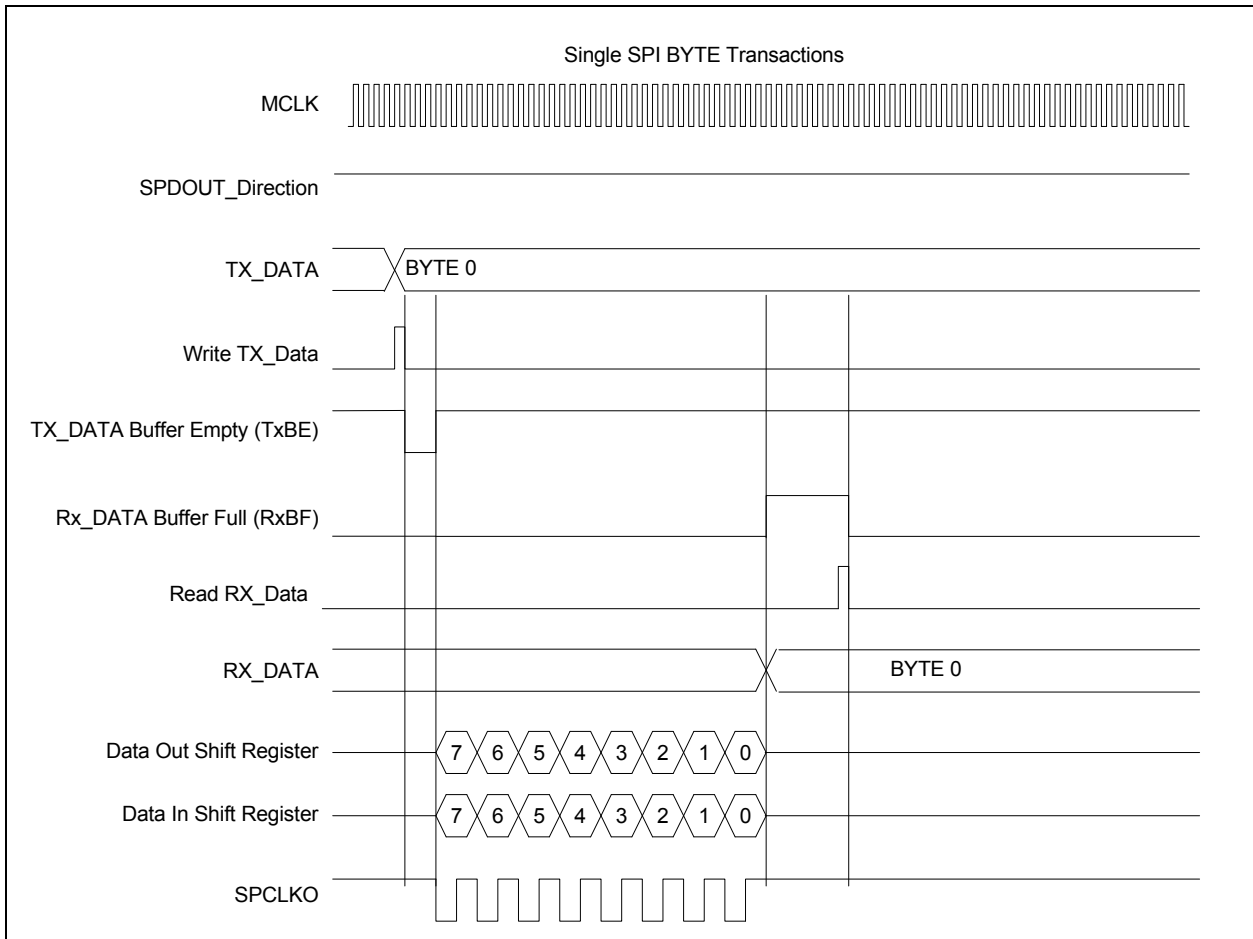 Single SPI BYTE Transactions
MCLK
SPDOUT_Direction
TX_DATA
BYTE 0
Write TX_Data
TX_DATA Buffer Empty (TxBE)
Rx_DATA Buffer Full (RxBF)
Read RX_Data
RX_DATA
BYTE 0
Data Out Shift Register
7 6 5 4 3 2 1 0
Data In Shift Register
7 6 5 4 3 2 1 0
SPCLKO